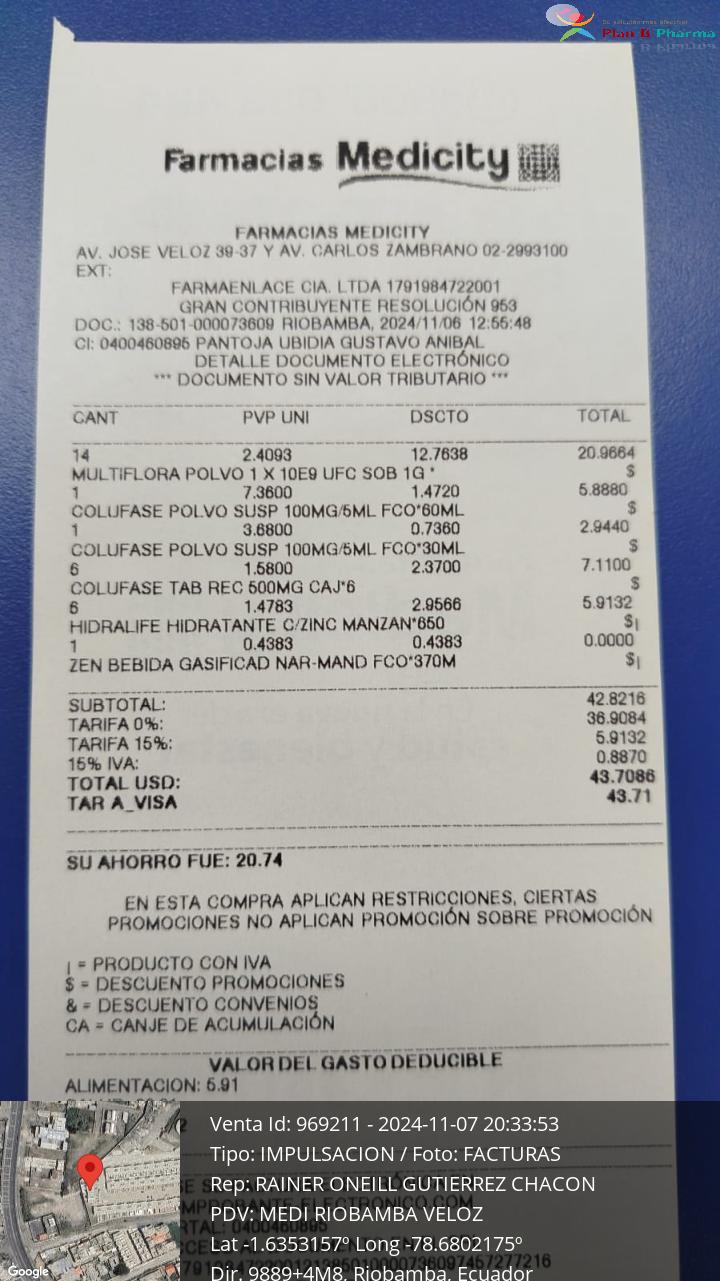 Plan B Pharma
Farmacias Medicity
FARMACIAS MEDICITY
AV. JOSE VELOZ 39-37 Y AV. CARLOS ZAMBRANO 02-2993100
EXT:
FARMAENLACE CIA. LTDA 1791984722001
GRAN CONTRIBUYENTE RESOLUCIÓN 953
DOC.: 138-501-000073609 RIOBAMBA, 2024/11/06 12:55:48
CI: 0400460895 PANTOJA UBIDIA GUSTAVO ANIBAL
DETALLE DOCUMENTO ELECTRÓNICO
*** DOCUMENTO SIN VALOR TRIBUTARIO ***
CANT PVP UNI DSCTO TOTAL
14 2.4093 12.7638 20.9664
MULTIFLORA POLVO 1 X 10E9 UFC SOB 1G * $
1 7.3600 1.4720 5.8880
COLUFASE POLVO SUSP 100MG/5ML FCO*60ML $
1 3.6800 0.7360 2.9440
COLUFASE POLVO SUSP 100MG/5ML FCO*30ML $
6 1.5800 2.3700 7.1100
COLUFASE TAB REC 500MG CAJ*6 $
6 1.4783 2.9566 5.9132
HIDRALIFE HIDRATANTE C/ZINC MANZAN*650 $¡
1 0.4383 0.4383 0.0000
ZEN BEBIDA GASIFICAD NAR-MAND FCO*370M $¡
SUBTOTAL: 42.8216
TARIFA 0%: 36.9084
TARIFA 15%: 5.9132
15% IVA: 0.8870
TOTAL USD: 43.7086
TAR A_VISA 43.71
SU AHORRO FUE: 20.74
EN ESTA COMPRA APLICAN RESTRICCIONES, CIERTAS
PROMOCIONES NO APLICAN PROMOCIÓN SOBRE PROMOCIÓN
¡ = PRODUCTO CON IVA
$ = DESCUENTO PROMOCIONES
& = DESCUENTO CONVENIOS
CA = CANJE DE ACUMULACIÓN
VALOR DEL GASTO DEDUCIBLE
ALIMENTACION: 5.91
Venta Id: 969211 - 2024-11-07 20:33:53
Tipo: IMPULSACION / Foto: FACTURAS
Rep: RAINER ONEILL GUTIERREZ CHACON
PDV: MEDI RIOBAMBA VELOZ
Lat -1.6353157º Long -78.6802175º
Dir. 9889+4M8, Riobamba, Ecuador
Google